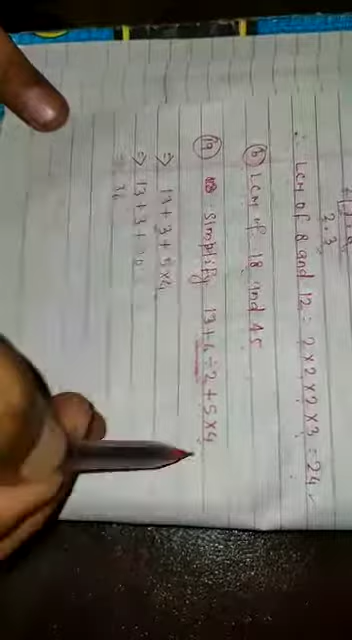 2 . 3
∴ LCM of 8 and 12 = 2×2×2×3 = 24
(b) LCM of 18 and 45
(19) Simplify 13+6÷2+5×4
⇒ 13+3+5×4
⇒ 13+3+20
36